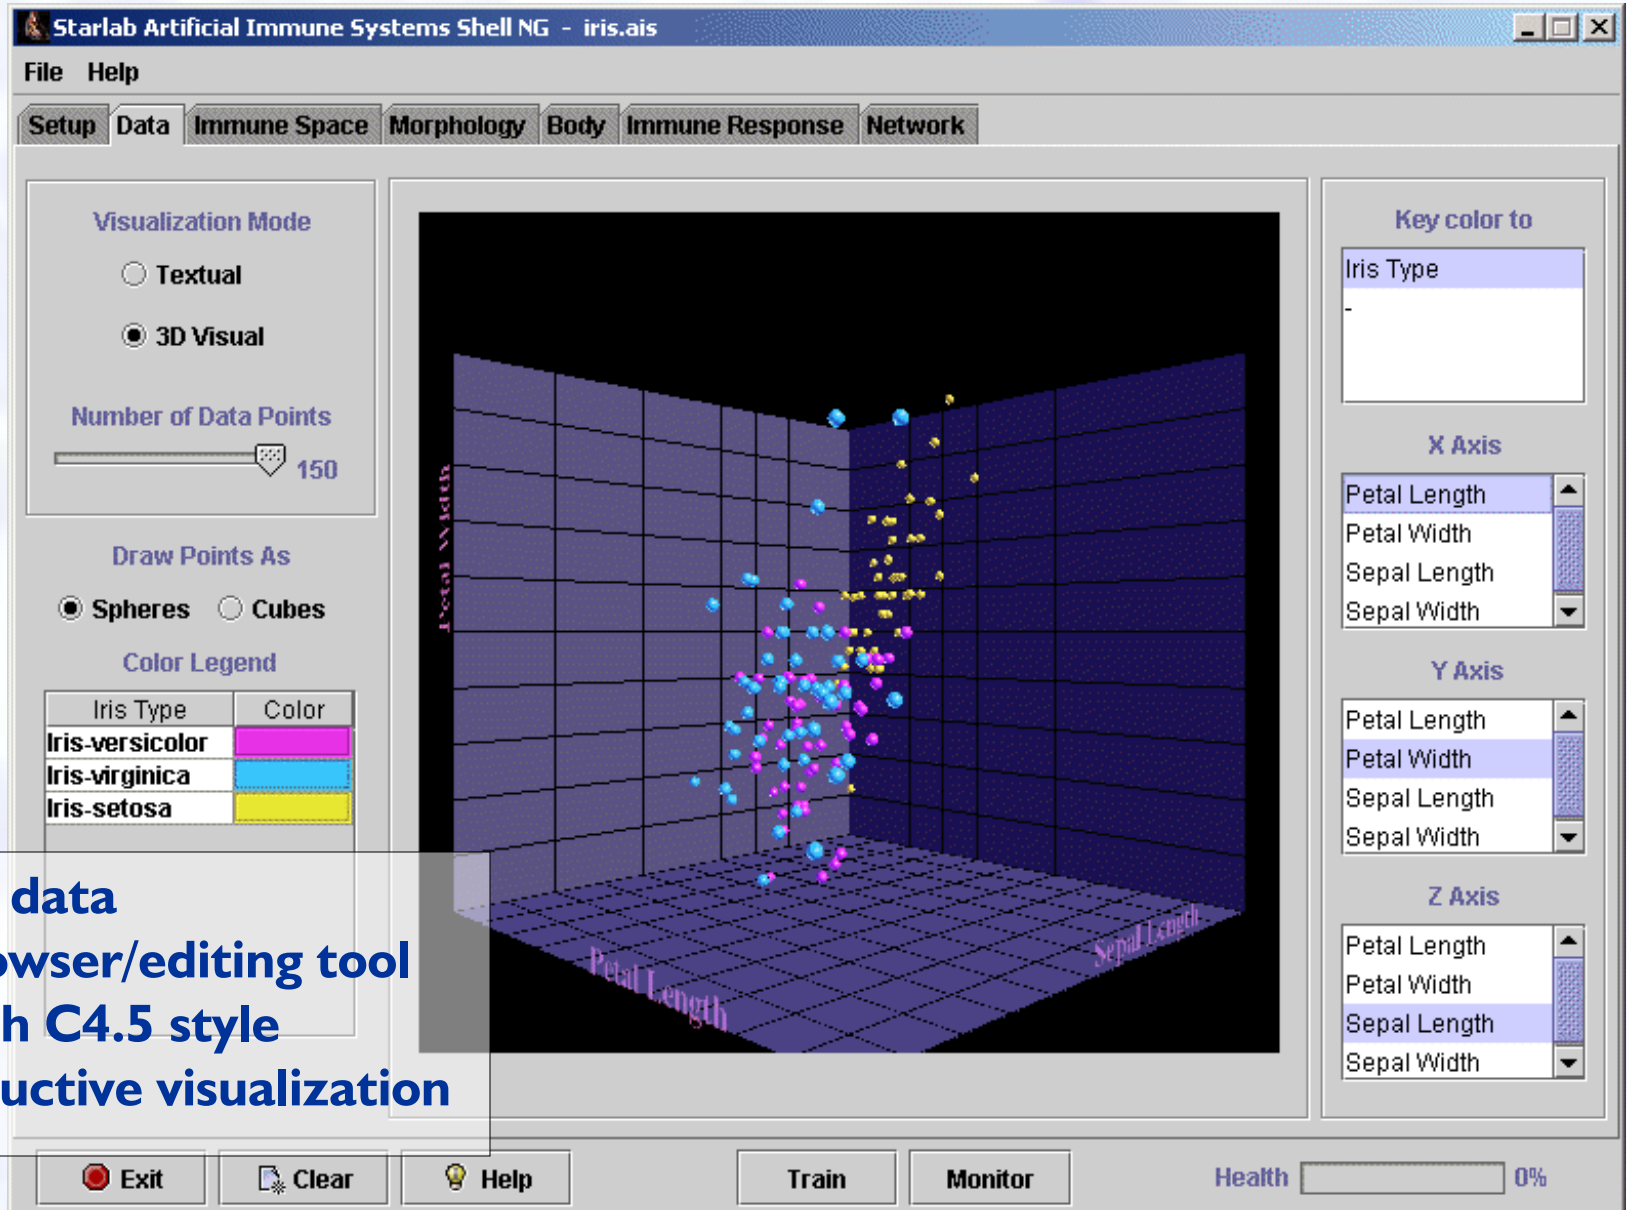 Starlab Artificial Immune Systems Shell NG - iris.ais
File Help
Setup Data Immune Space Morphology Body Immune Response Network
Visualization Mode
Textual
3D Visual
Number of Data Points
150
Draw Points As
Spheres Cubes
Color Legend
Iris Type Color
Iris-versicolor
Iris-virginica
Iris-setosa
Petal Width
Petal Length
Sepal Length
Key color to
Iris Type
-
X Axis
Petal Length
Petal Width
Sepal Length
Sepal Width
Y Axis
Petal Length
Petal Width
Sepal Length
Sepal Width
Z Axis
Petal Length
Petal Width
Sepal Length
Sepal Width
data
owser/editing tool
h C4.5 style
uctive visualization
Exit Clear Help Train Monitor Health 0%